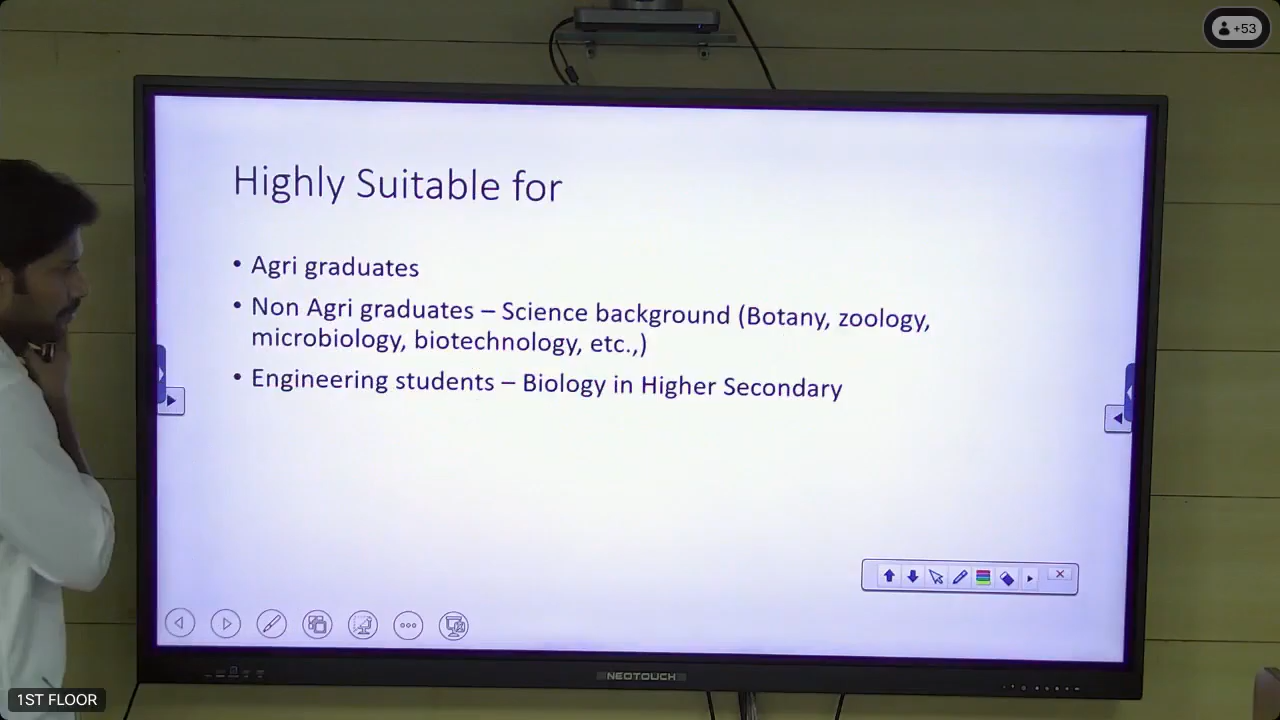 +53
Highly Suitable for
• Agri graduates
• Non Agri graduates – Science background (Botany, zoology,
microbiology, biotechnology, etc.,)
• Engineering students – Biology in Higher Secondary
NEOTOUCH
1ST FLOOR